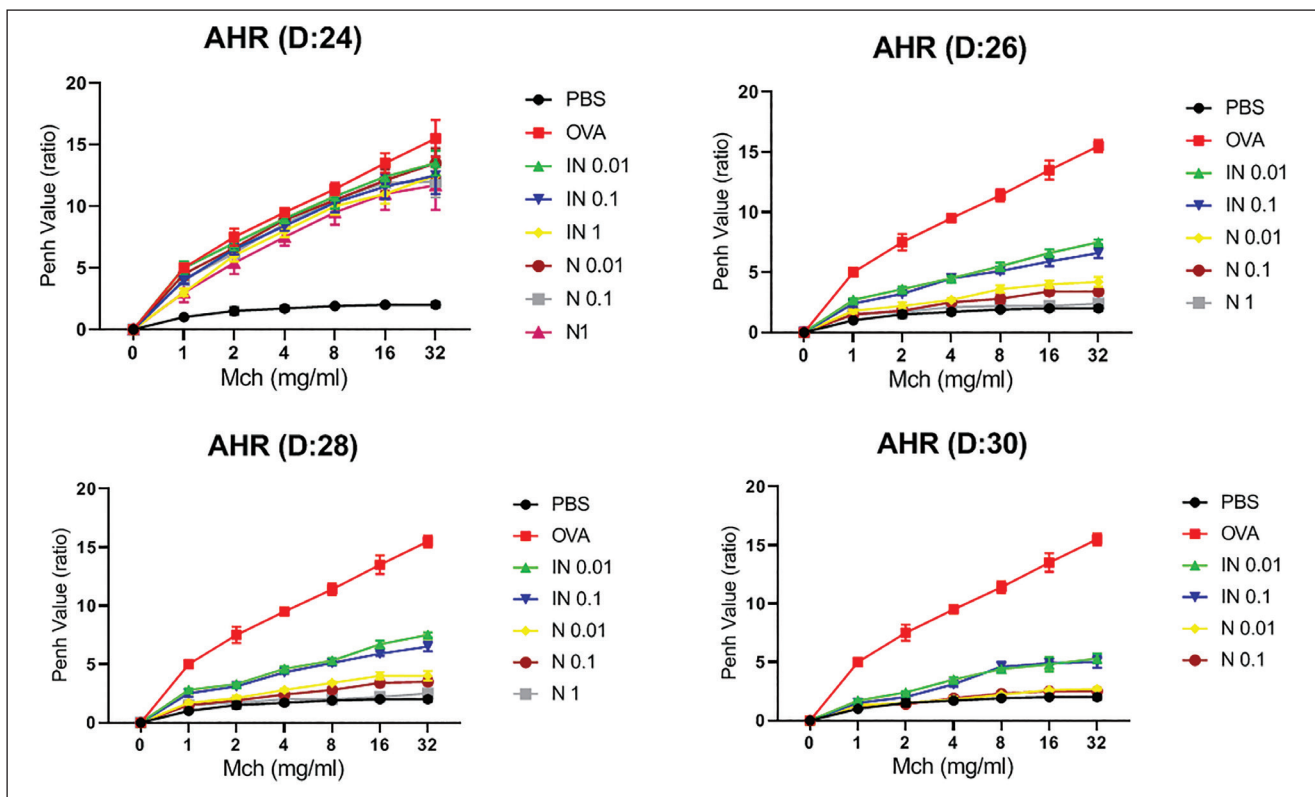 AHR (D:24)
20
15
10
5
0
Penh Value (ratio)
0 1 2 4 8 16 32
Mch (mg/ml)
PBS
OVA
IN 0.01
IN 0.1
IN 1
N 0.01
N 0.1
N1
AHR (D:26)
20
15
10
5
0
Penh Value (ratio)
0 1 2 4 8 16 32
Mch (mg/ml)
PBS
OVA
IN 0.01
IN 0.1
N 0.01
N 0.1
N 1
AHR (D:28)
20
15
10
5
0
Penh Value (ratio)
0 1 2 4 8 16 32
Mch (mg/ml)
PBS
OVA
IN 0.01
IN 0.1
N 0.01
N 0.1
N 1
AHR (D:30)
20
15
10
5
0
Penh Value (ratio)
0 1 2 4 8 16 32
Mch (mg/ml)
PBS
OVA
IN 0.01
IN 0.1
N 0.01
N 0.1